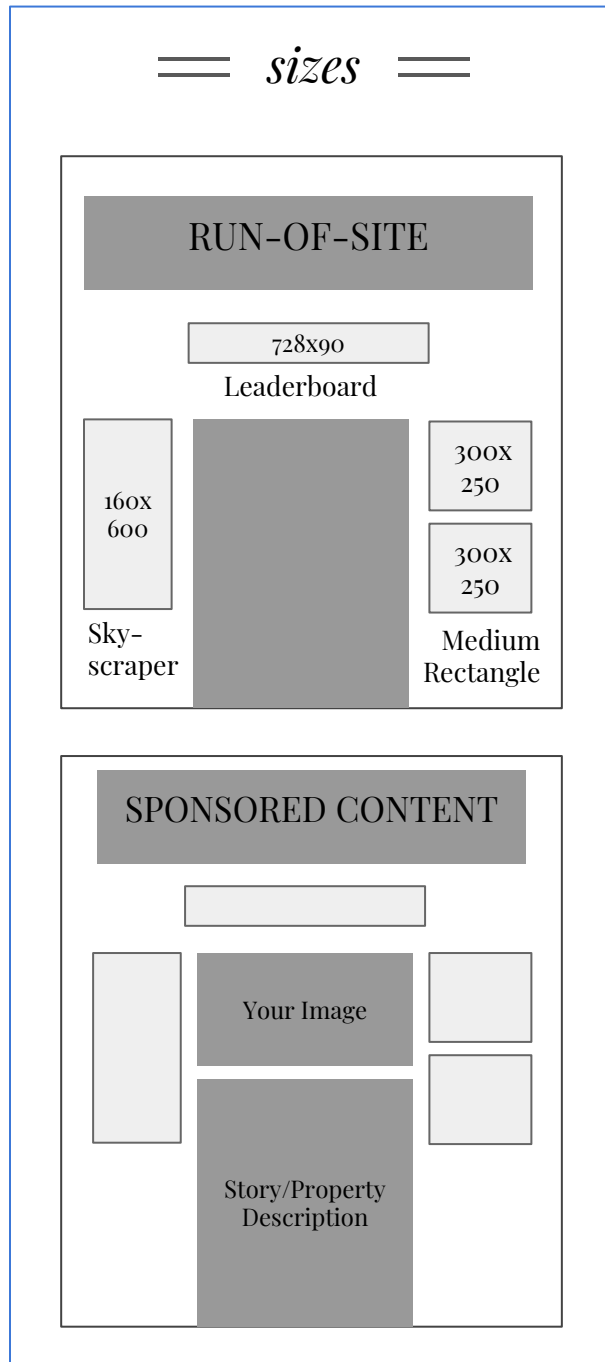 sizes
RUN-OF-SITE
728x90
Leaderboard
160x
600
Sky-
scraper
300x
250
300x
250
Medium
Rectangle
SPONSORED CONTENT
Your Image
Story/Property
Description